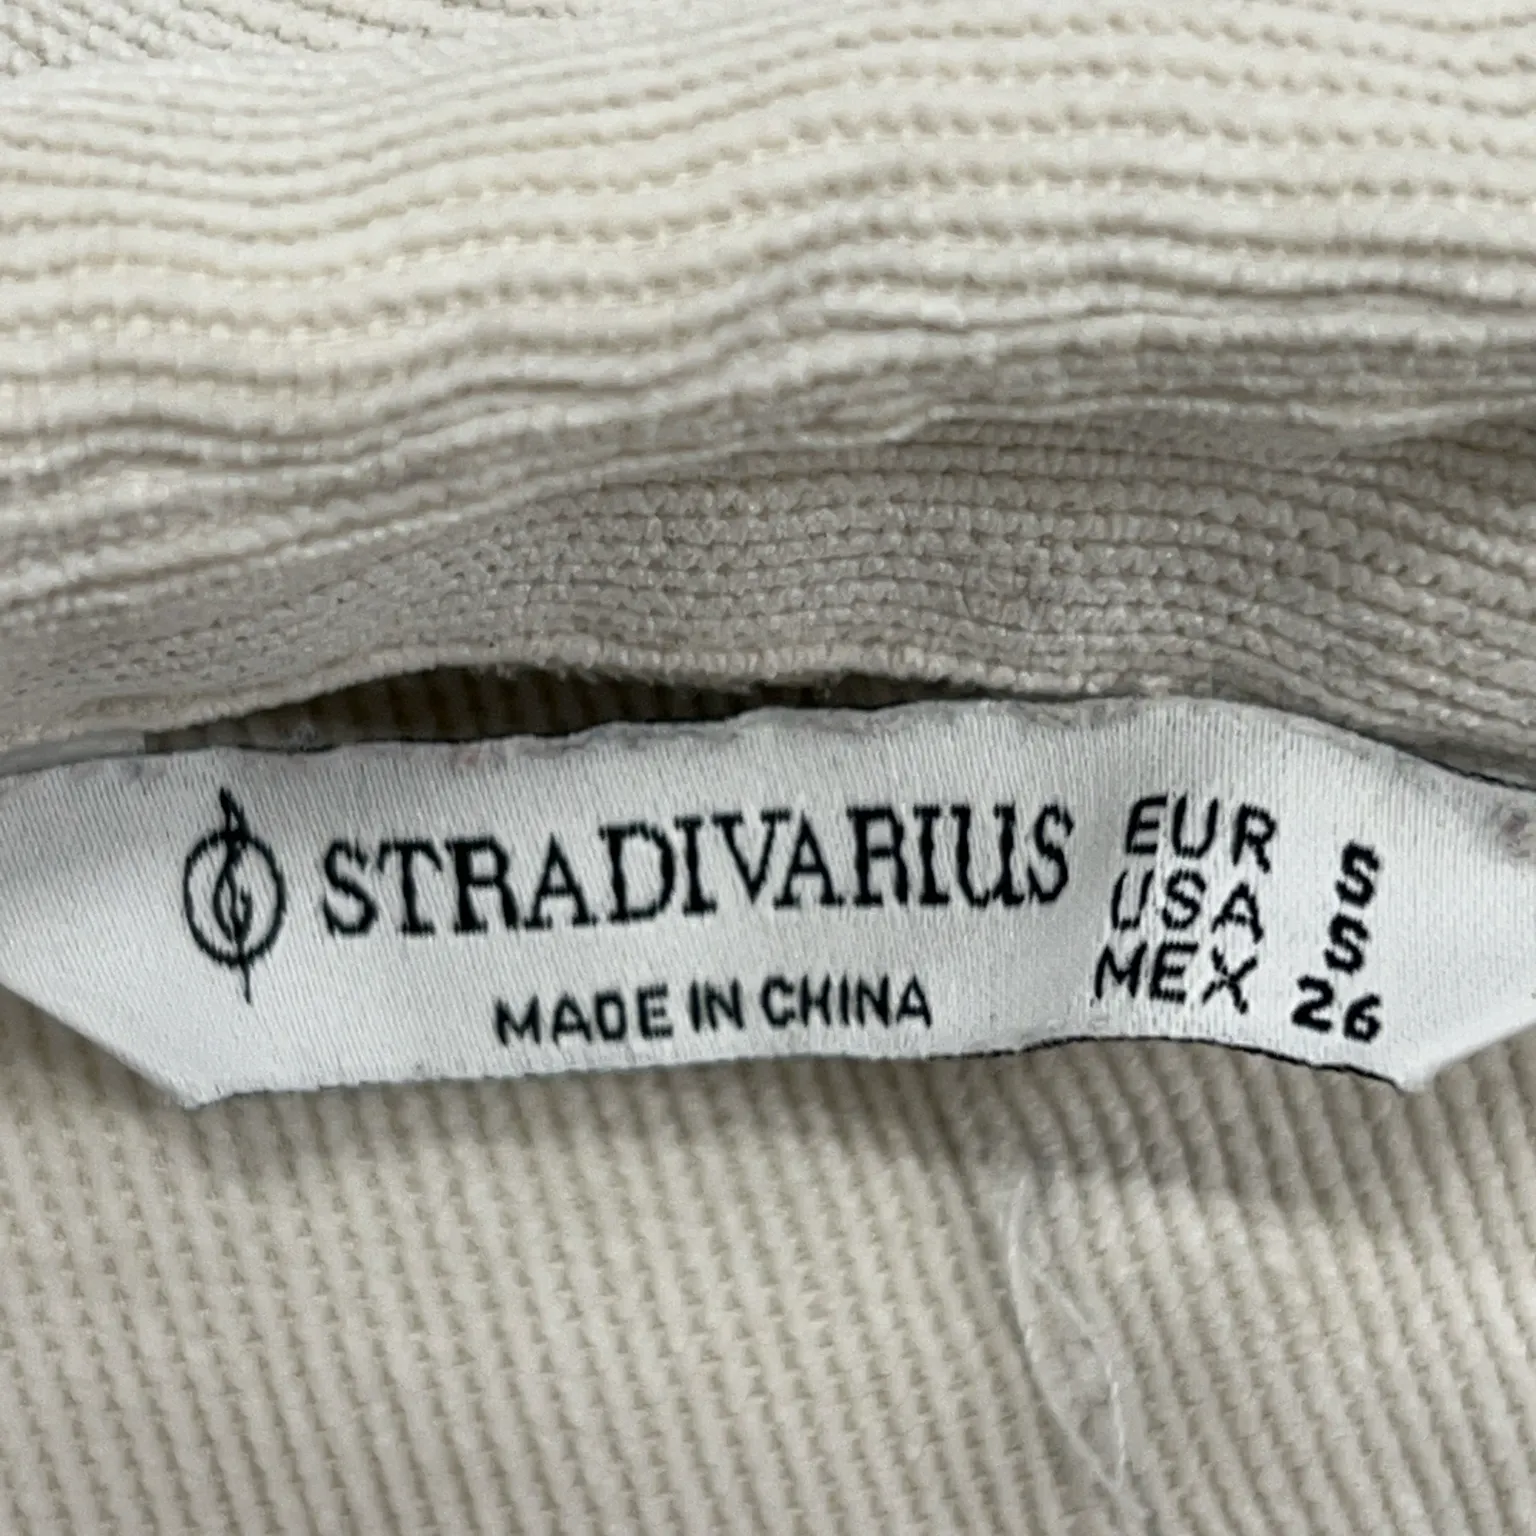 STRADIVARIUS
MADE IN CHINA
EUR S
USA S
MEX 26